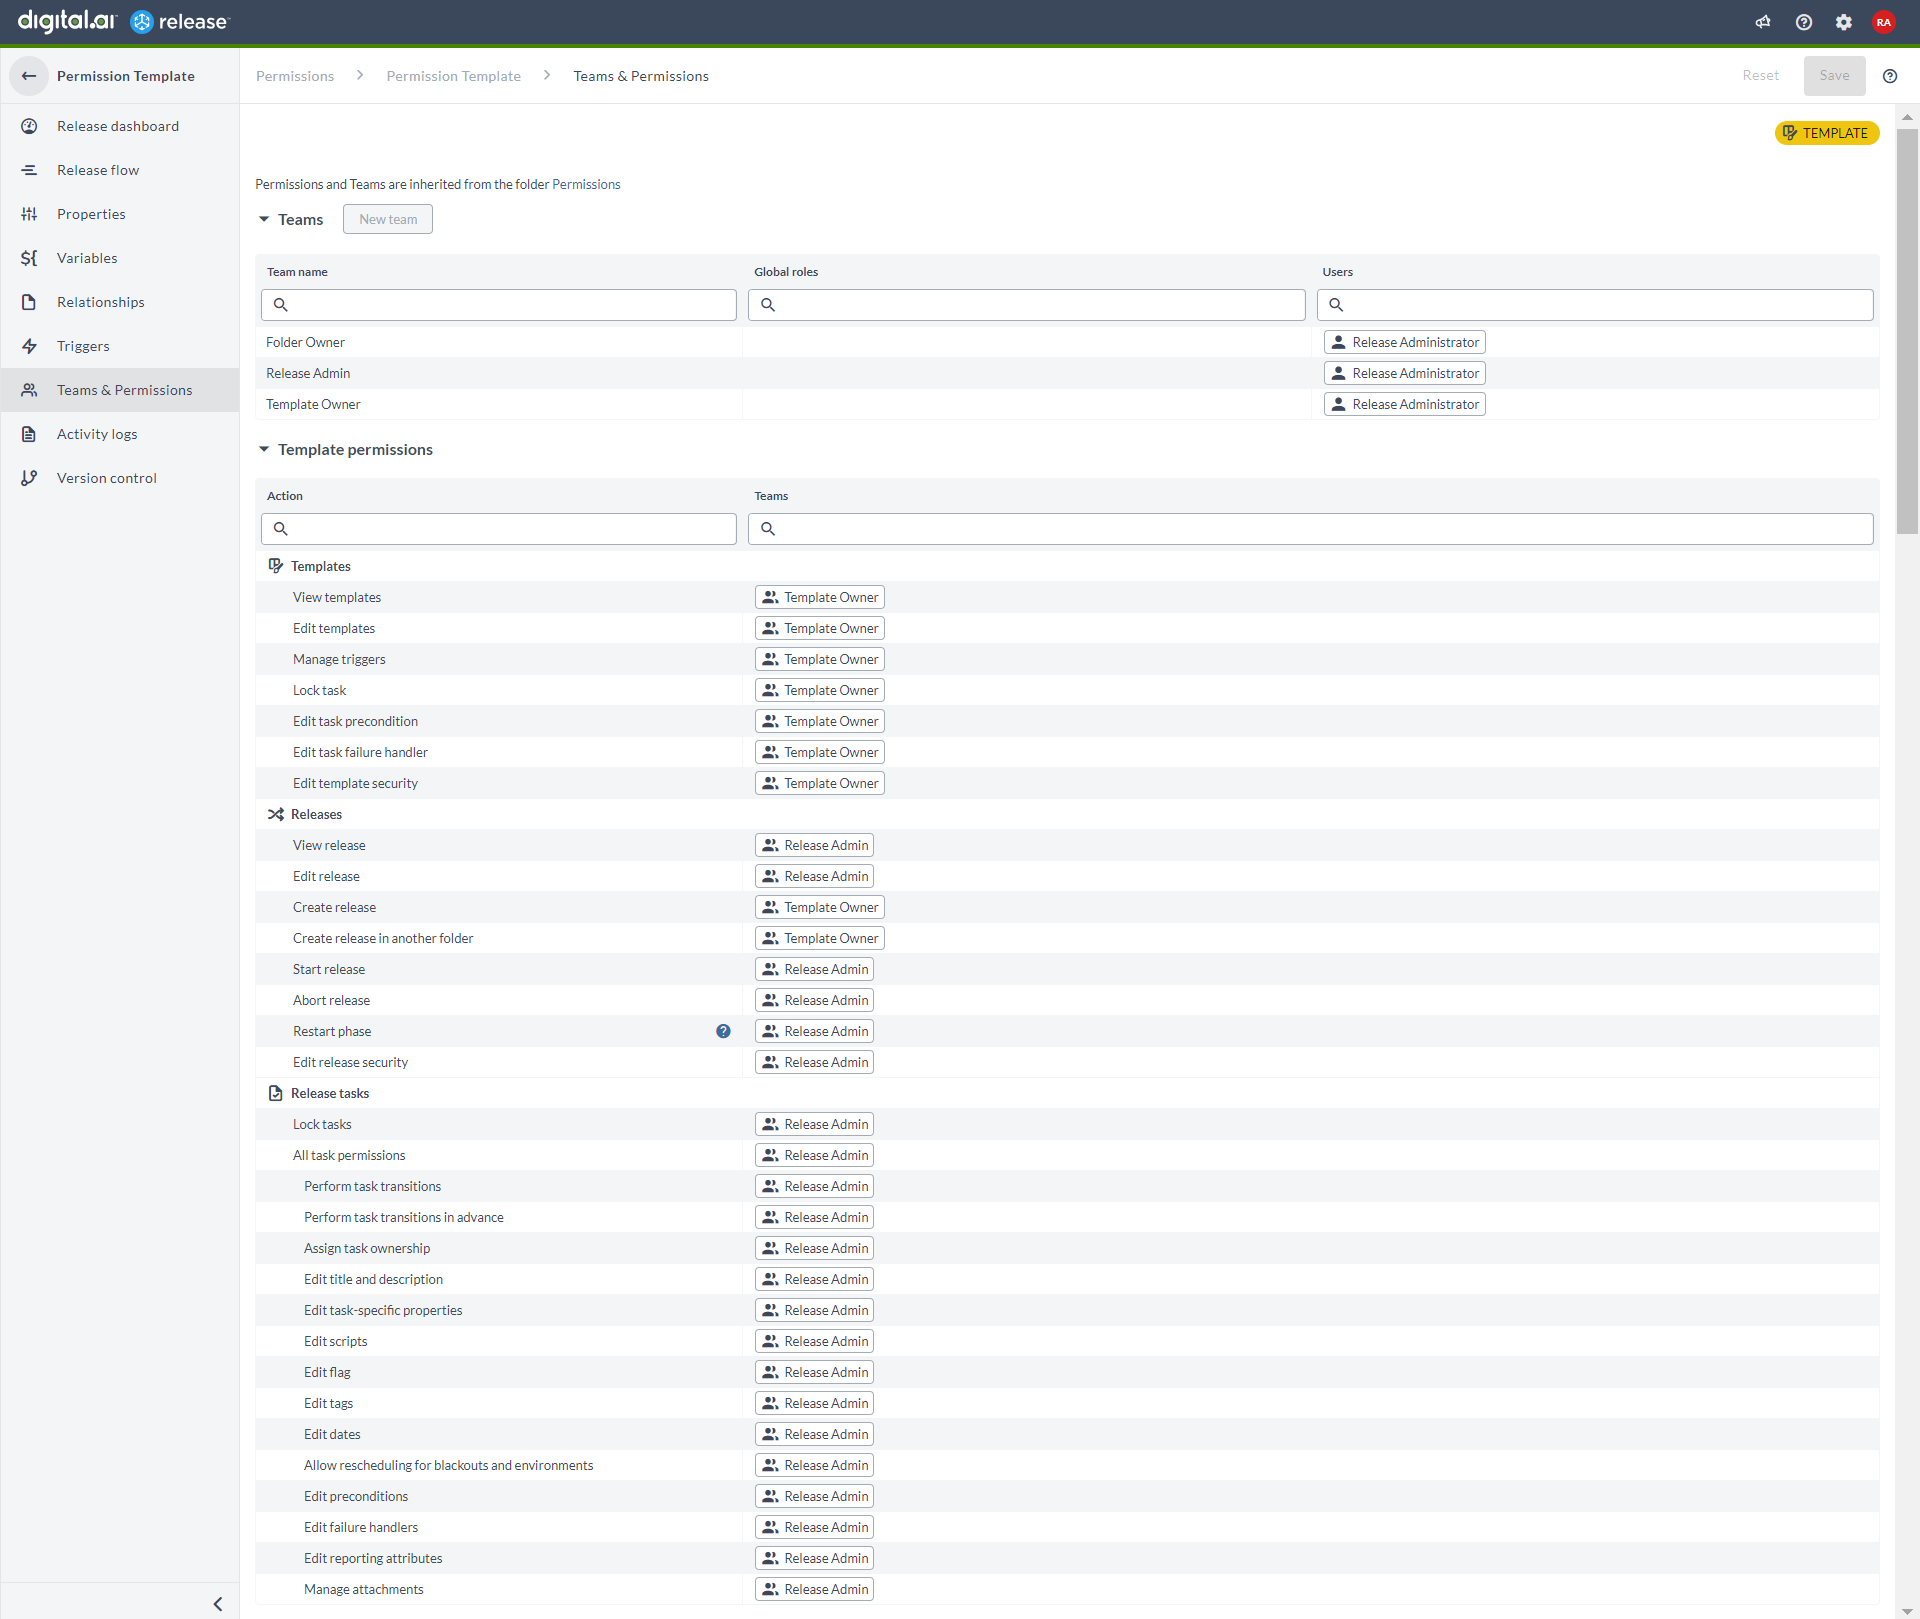 digital.ai release
RA
Permission Template
Permissions > Permission Template > Teams & Permissions
Reset
Save
Release dashboard
Release flow
Properties
Variables
Relationships
Triggers
Teams & Permissions
Activity logs
Version control
TEMPLATE
Permissions and Teams are inherited from the folder Permissions
Teams
New team
Team name Global roles Users
Folder Owner Release Administrator
Release Admin Release Administrator
Template Owner Release Administrator
Template permissions
Action Teams
Templates
View templates Template Owner
Edit templates Template Owner
Manage triggers Template Owner
Lock task Template Owner
Edit task precondition Template Owner
Edit task failure handler Template Owner
Edit template security Template Owner
Releases
View release Release Admin
Edit release Release Admin
Create release Template Owner
Create release in another folder Template Owner
Start release Release Admin
Abort release Release Admin
Restart phase ? Release Admin
Edit release security Release Admin
Release tasks
Lock tasks Release Admin
All task permissions Release Admin
Perform task transitions Release Admin
Perform task transitions in advance Release Admin
Assign task ownership Release Admin
Edit title and description Release Admin
Edit task-specific properties Release Admin
Edit scripts Release Admin
Edit flag Release Admin
Edit tags Release Admin
Edit dates Release Admin
Allow rescheduling for blackouts and environments Release Admin
Edit preconditions Release Admin
Edit failure handlers Release Admin
Edit reporting attributes Release Admin
Manage attachments Release Admin